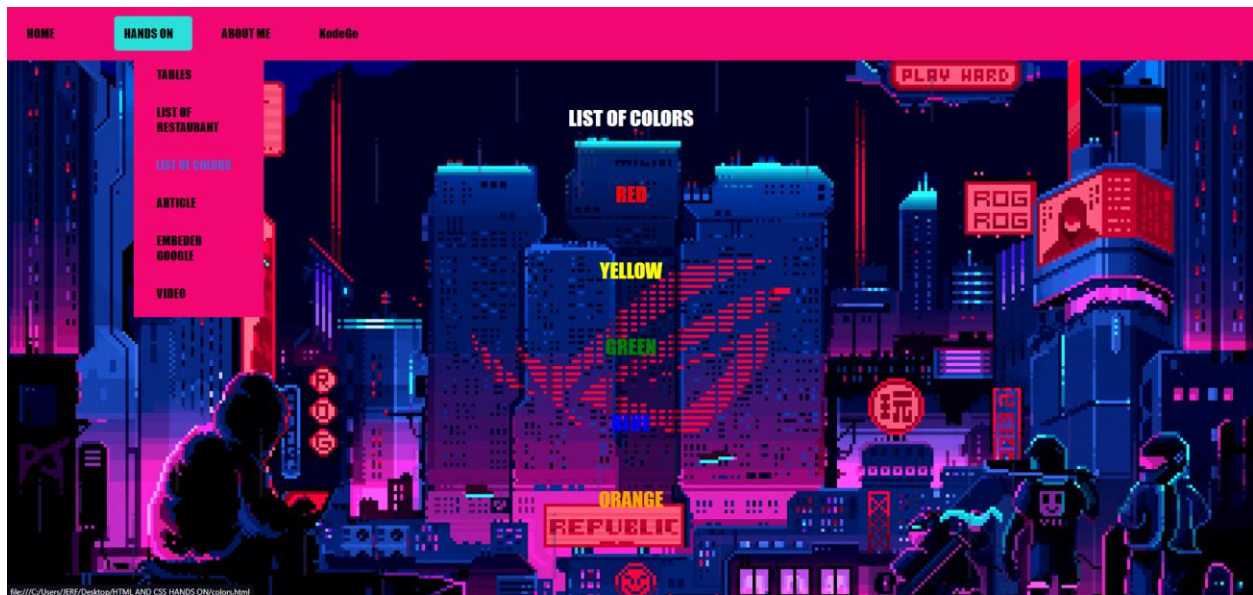 HOME HANDS ON ABOUT ME KodeGo
TABLES
LIST OF
RESTAURANT
LIST OF COLORS
ARTICLE
EMBEDED
GOOGLE
VIDEO
PLAY HARD
LIST OF COLORS
RED
ROG
ROG
YELLOW
GREEN
R
O
G
玩
BLUE
ORANGE
REPUBLIC
file:///C:/Users/JERF/Desktop/HTML AND CSS HANDS ON/colors.html